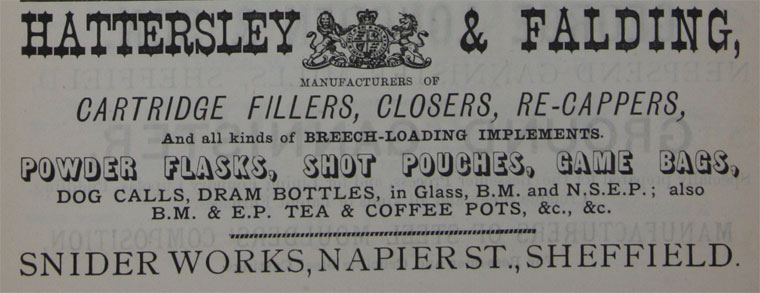 HATTERSLEY & FALDING,
MANUFACTURERS OF
CARTRIDGE FILLERS, CLOSERS, RE-CAPPERS,
And all kinds of BREECH-LOADING IMPLEMENTS.
POWDER FLASKS, SHOT POUCHES, GAME BAGS,
DOG CALLS, DRAM BOTTLES, in Glass, B.M. and N.S.E.P.; also
B.M. & E.P. TEA & COFFEE POTS, &c., &c.
SNIDER WORKS, NAPIER ST., SHEFFIELD.